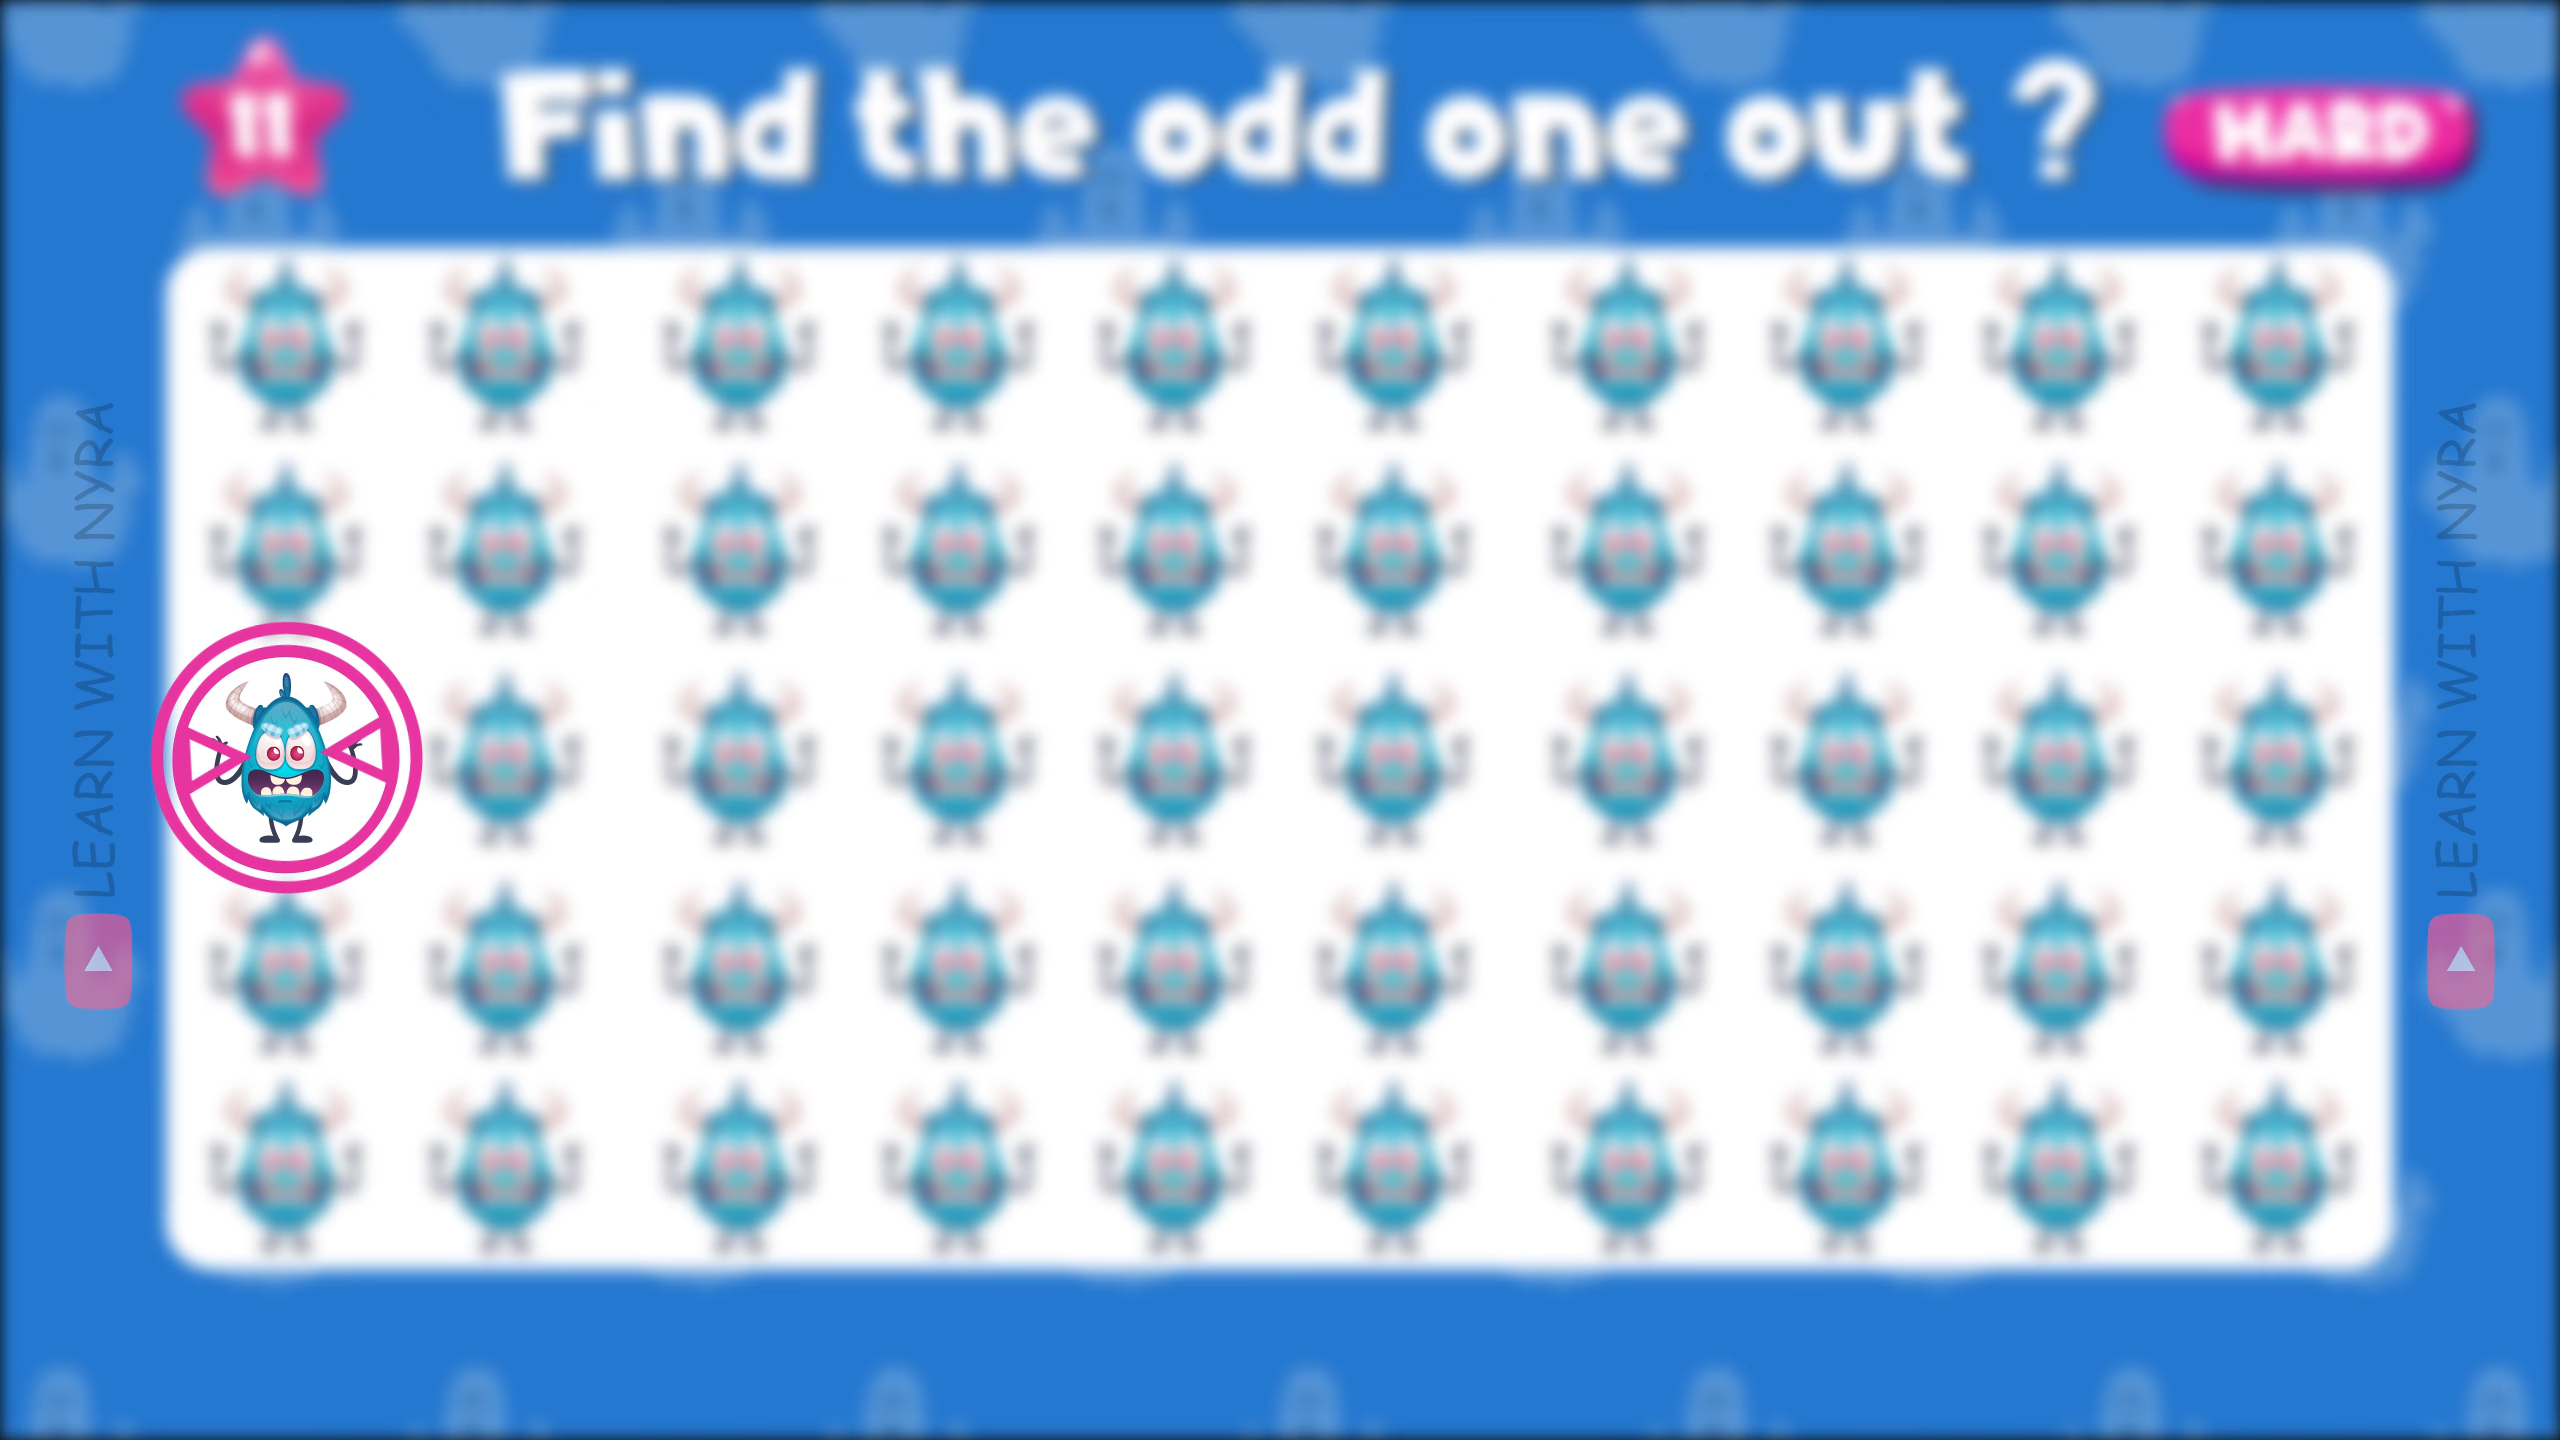 11
Find the odd one out ?
HARD
LEARN WITH NYRA
LEARN WITH NYRA